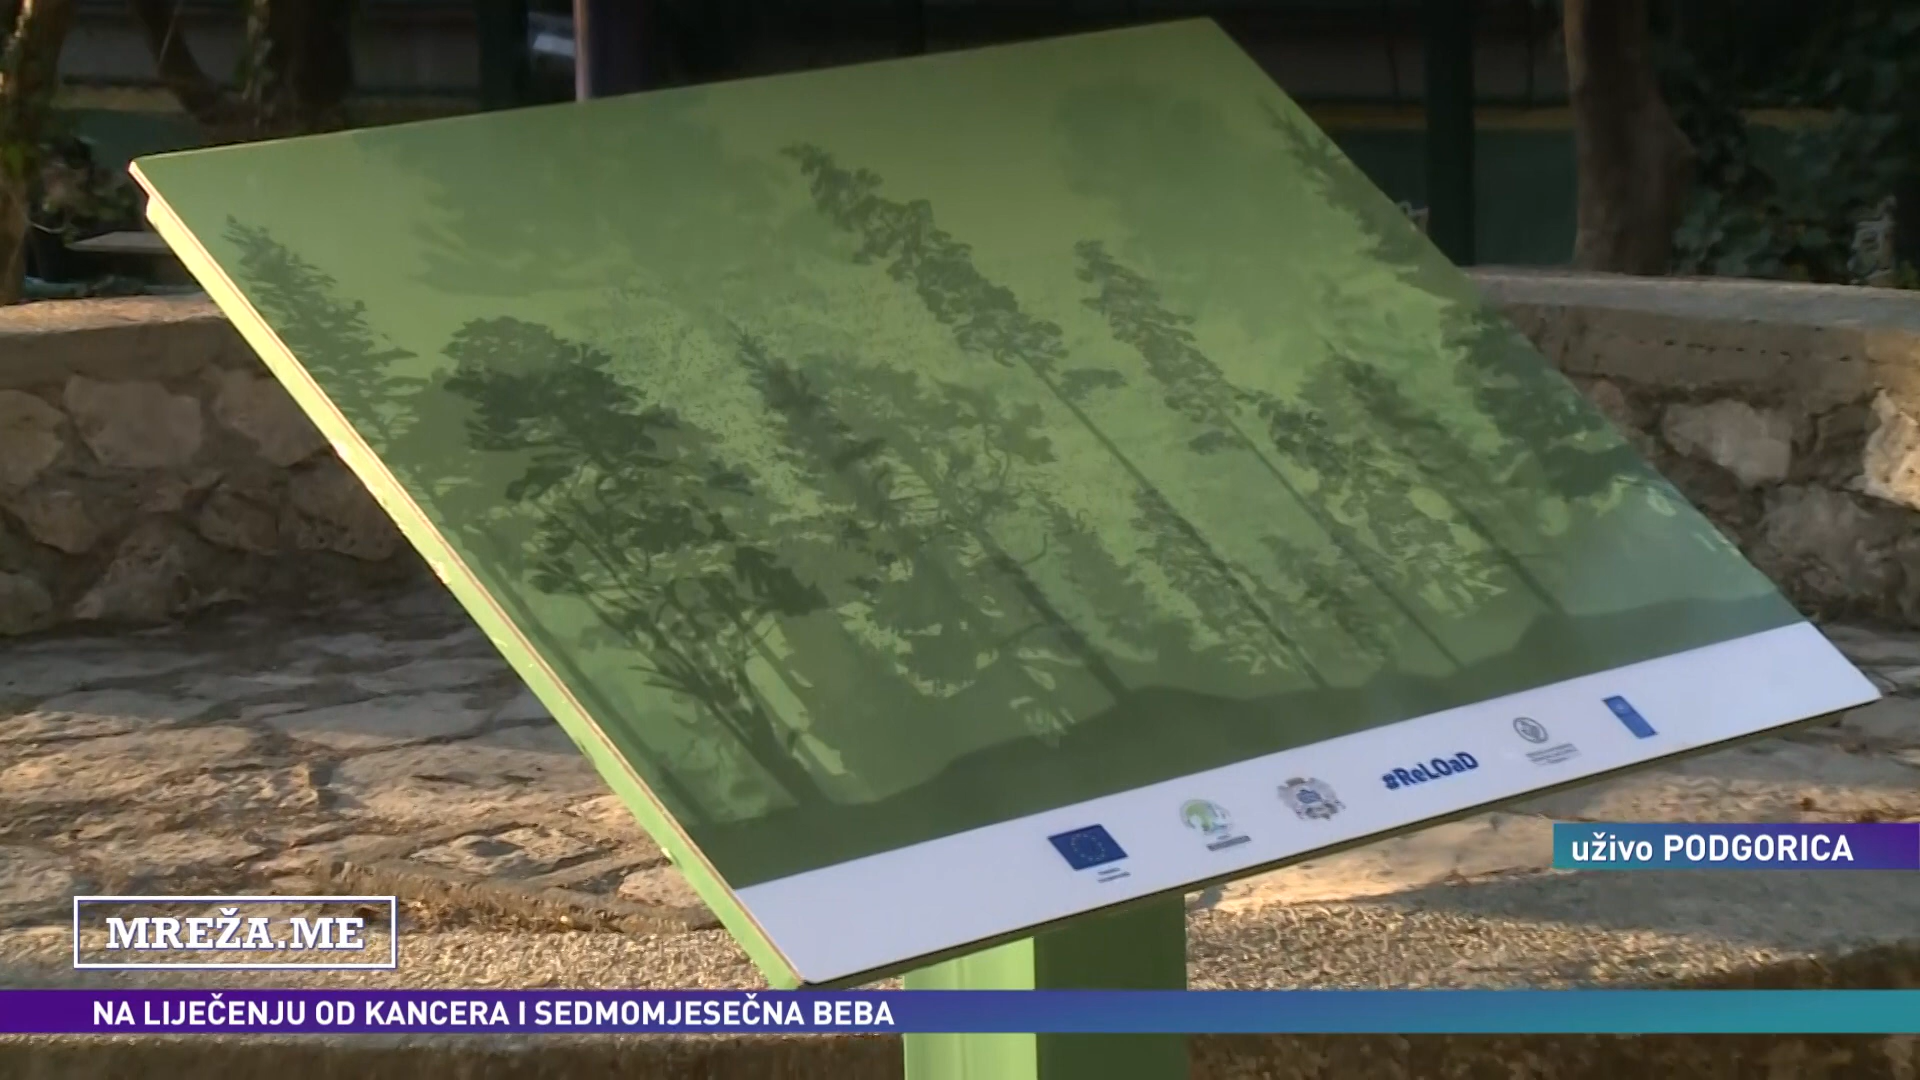 #ReLOaD
uživo PODGORICA
MREŽA.ME
NA LIJEČENJU OD KANCERA I SEDMOMJESEČNA BEBA